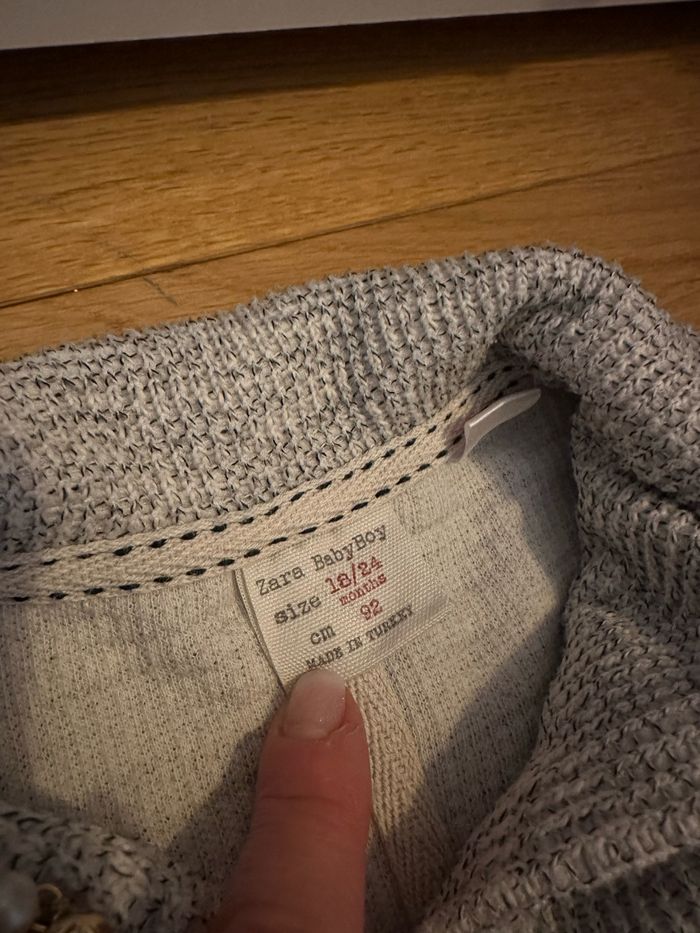 Zara BabyBoy
size 18/24
months
cm 92
MADE IN TURKEY